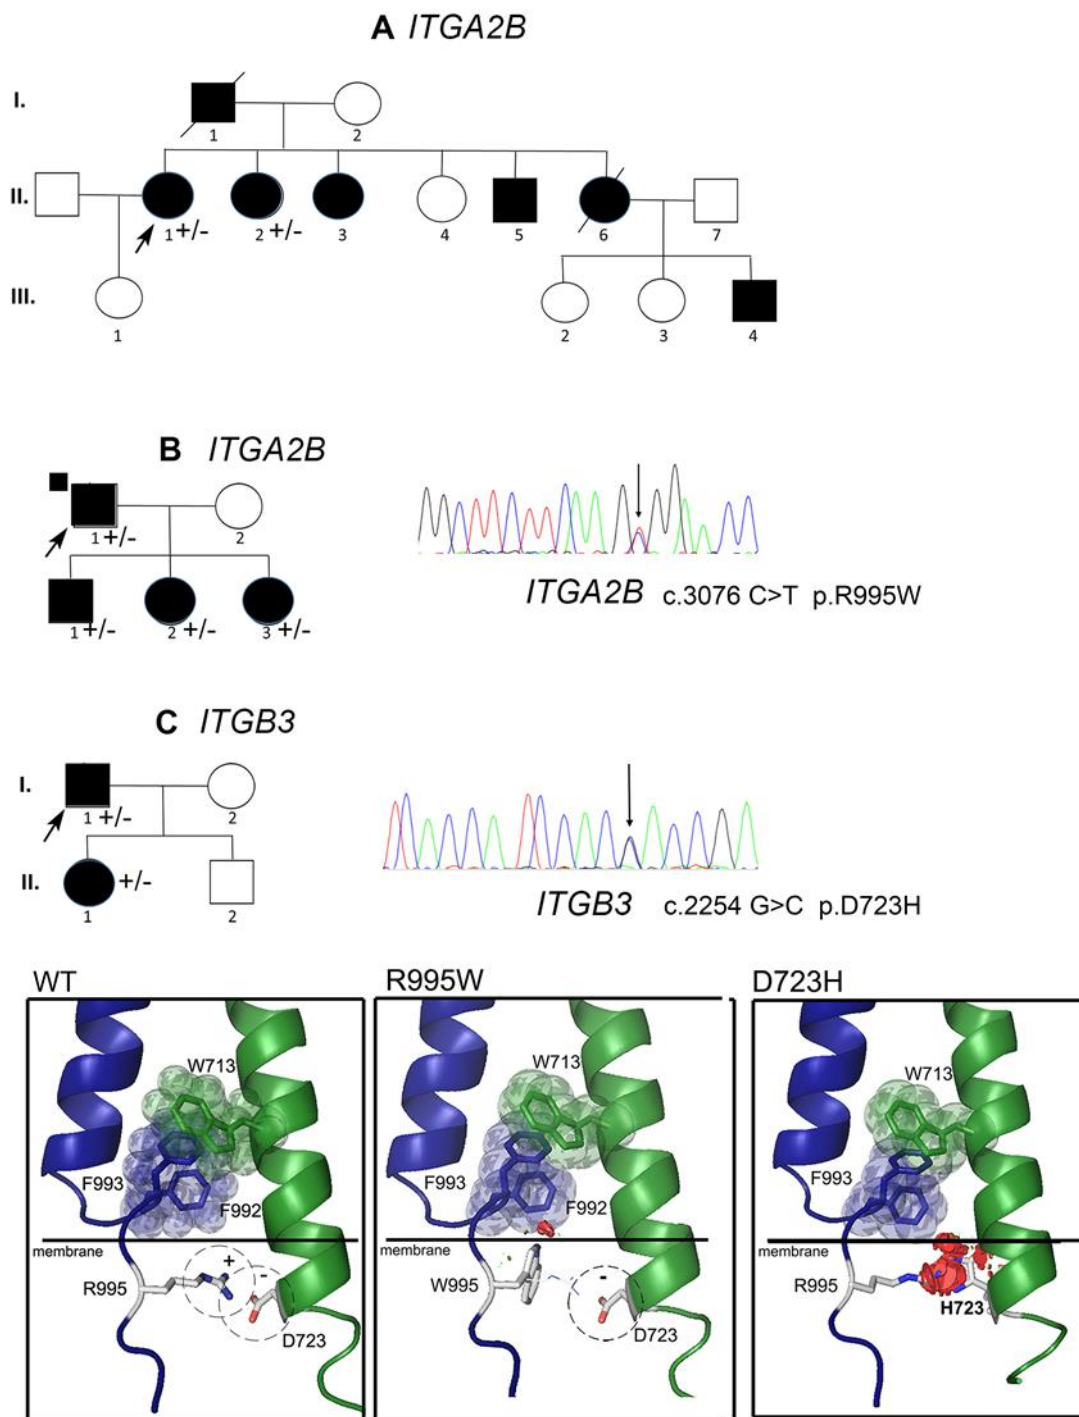 A ITGA2B
I.
1
2
II.
1 +/-
2 +/-
3
4
5
6
7
III.
1
2
3
4
B ITGA2B
1 +/-
2
1 +/-
2 +/-
3 +/-
ITGA2B c.3076 C>T p.R995W
C ITGB3
I.
1 +/-
2
II.
+/-
1
2
ITGB3 c.2254 G>C p.D723H
WT
W713
F993
F992
membrane
R995
+
-
D723
R995W
W713
F993
F992
membrane
W995
-
D723
D723H
W713
F993
membrane
R995
H723